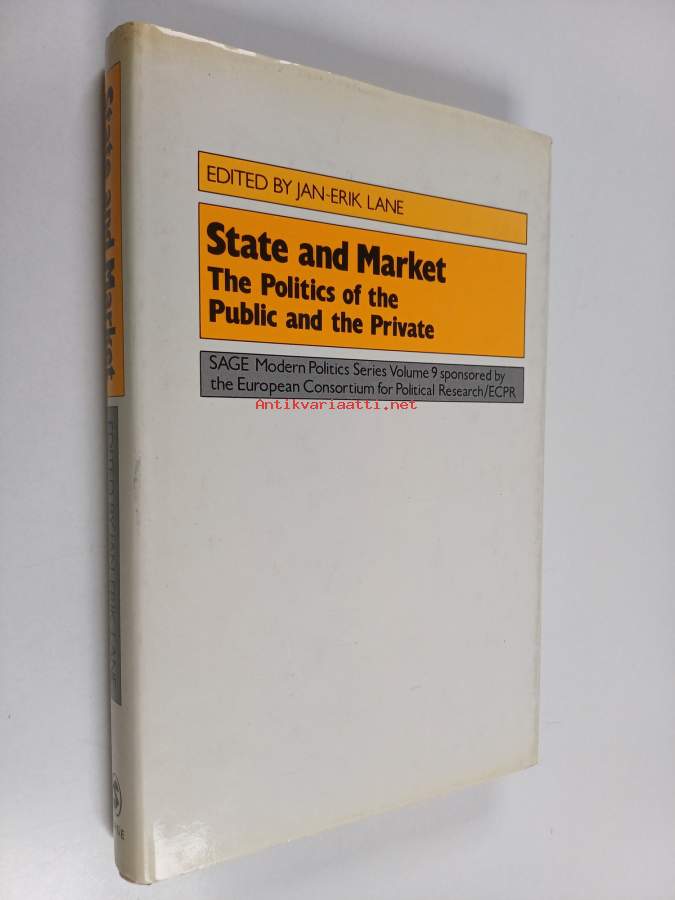 EDITED BY JAN-ERIK LANE
State and Market
The Politics of the
Public and the Private
SAGE Modern Politics Series Volume 9 sponsored by
the European Consortium for Political Research/ECPR
Antikvariaatti.net
State and Market